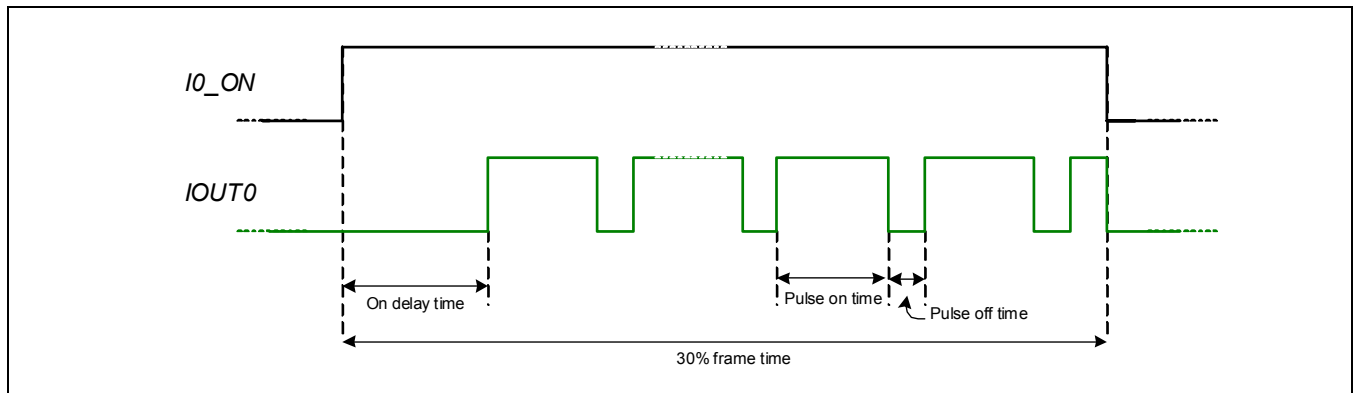 I0_ON
IOUT0
On delay time
Pulse on time
Pulse off time
30% frame time